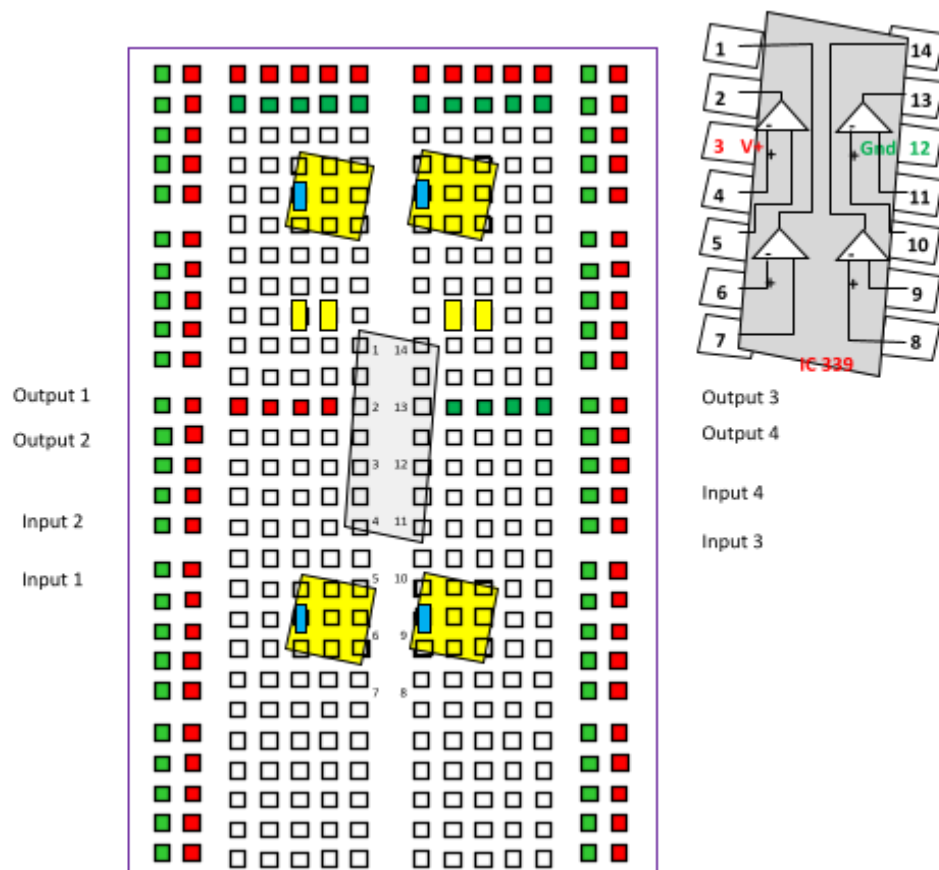 1
14
2
13
3 V+
Gnd 12
4
11
5
10
6
9
7
8
-
-
+
+
-
-
+
+
IC 339
1 14
2 13
3 12
4 11
5 10
6 9
7 8
Output 1
Output 2
Input 2
Input 1
Output 3
Output 4
Input 4
Input 3